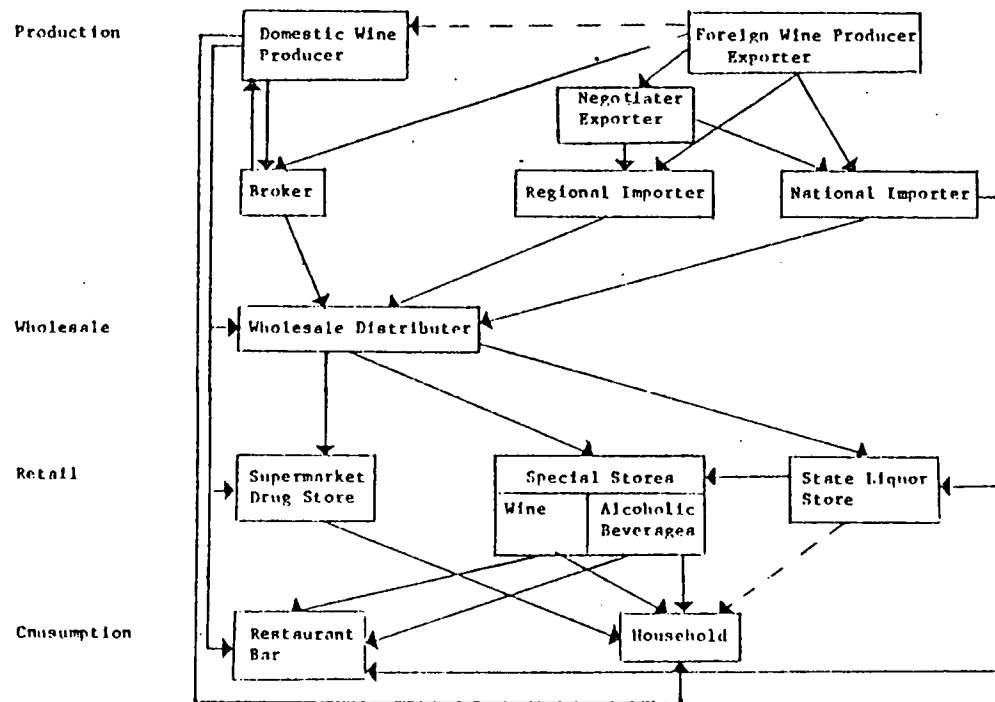 Production
Domestic Wine
Producer
Foreign Wine Producer
Exporter
Negotiater
Exporter
Broker
Regional Importer
National Importer
Wholesale
Wholesale Distributer
Retail
Supermarket
Drug Store
Special Stores
Wine
Alcoholic
Beverages
State Liquor
Store
Cnusumption
Restaurant
Bar
Household